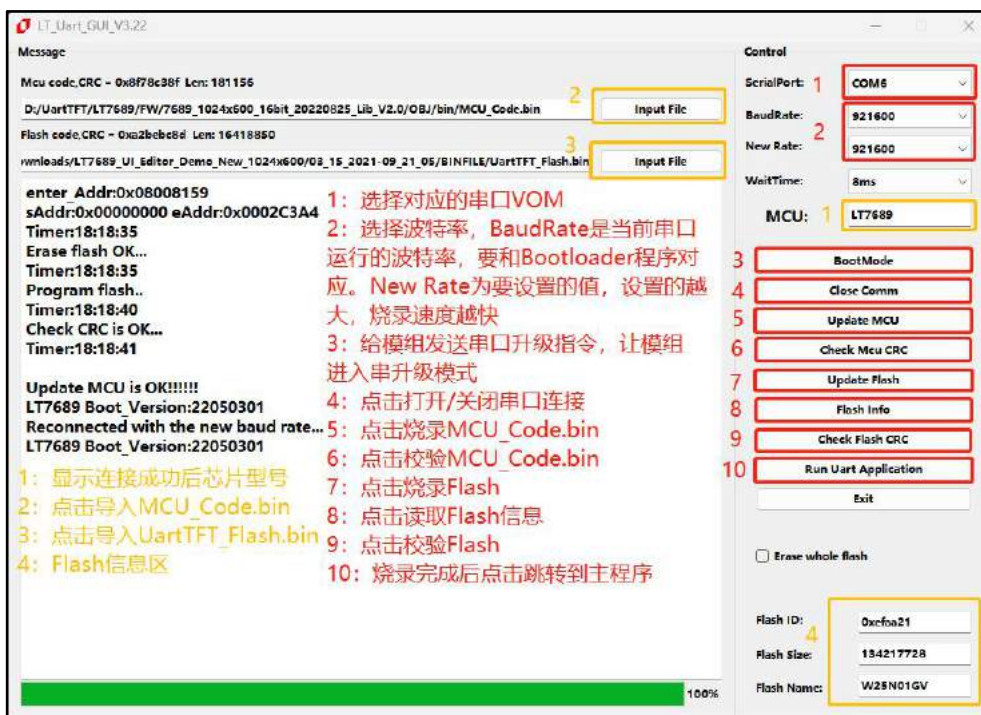 LT_Uart_GUI_V3.22
Message
Mcu code,CRC - 0x8f78c38f Len: 181156
D:/UartTFT/LT7689/FW/7689_1024x600_16bit_20220825_Lib_V2.0/OBJ/bin/MCU_Code.bin
2
Input File
Flash code,CRC - 0xa2bebc8d Len: 16418850
wnloads/LT7689_UI_Editor_Demo_New_1024x600/03_15_2021-09_21_05/BINFILE/UartTFT_Flash.bin
3
Input File
enter_Addr:0x08008159
sAddr:0x00000000 eAddr:0x0002C3A4
Timer:18:18:35
Erase flash OK...
Timer:18:18:35
Program flash..
Timer:18:18:40
Check CRC is OK...
Timer:18:18:41
Update MCU is OK!!!!!!
LT7689 Boot_Version:22050301
Reconnected with the new baud rate...
LT7689 Boot_Version:22050301
1：显示连接成功后芯片型号
2：点击导入MCU_Code.bin
3：点击导入UartTFT_Flash.bin
4：Flash信息区
1：选择对应的串口VOM
2：选择波特率，BaudRate是当前串口
运行的波特率，要和Bootloader程序对
应。New Rate为要设置的值，设置的越
大，烧录速度越快
3：给模组发送串口升级指令，让模组
进入串升级模式
4：点击打开/关闭串口连接
5：点击烧录MCU_Code.bin
6：点击校验MCU_Code.bin
7：点击烧录Flash
8：点击读取Flash信息
9：点击校验Flash
10：烧录完成后点击跳转到主程序
100%
Control
SerialPort: 1 COM6
BaudRate: 921600
2
New Rate: 921600
WaitTime: 8ms
MCU: 1 LT7689
3 BootMode
4 Close Comm
5 Update MCU
6 Check Mcu CRC
7 Update Flash
8 Flash Info
9 Check Flash CRC
10 Run Uart Application
Exit
Erase whole flash
Flash ID: 0xefaa21
4
Flash Size: 134217728
Flash Name: W25N01GV